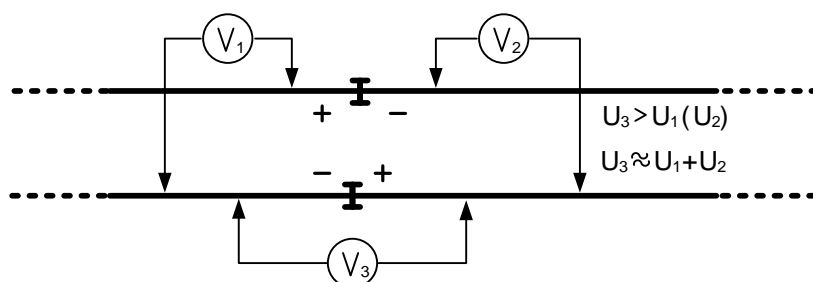 V₁ V₂
+ −
U₃>U₁(U₂)
− +
U₃≈U₁+U₂
V₃